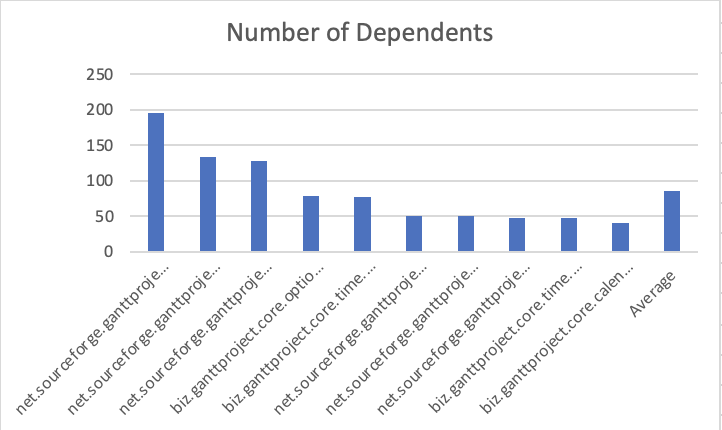 Number of Dependents
250
200
150
100
50
0
net.sourceforge.ganttproje...
net.sourceforge.ganttproje...
net.sourceforge.ganttproje...
biz.ganttproject.core.optio...
biz.ganttproject.core.time....
net.sourceforge.ganttproje...
net.sourceforge.ganttproje...
net.sourceforge.ganttproje...
biz.ganttproject.core.time....
biz.ganttproject.core.calen...
Average